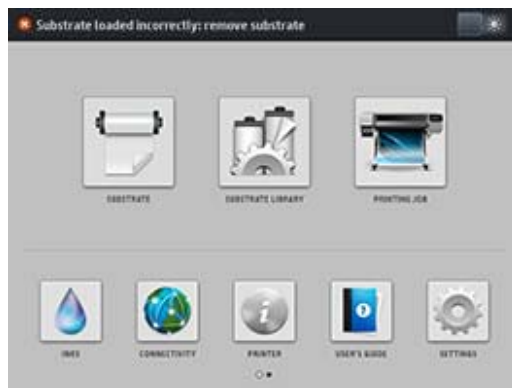 Substrate loaded incorrectly: remove substrate
SUBSTRATE
SUBSTRATE LIBRARY
PRINTING JOB
INKS
CONNECTIVITY
PRINTER
USER'S GUIDE
SETTINGS